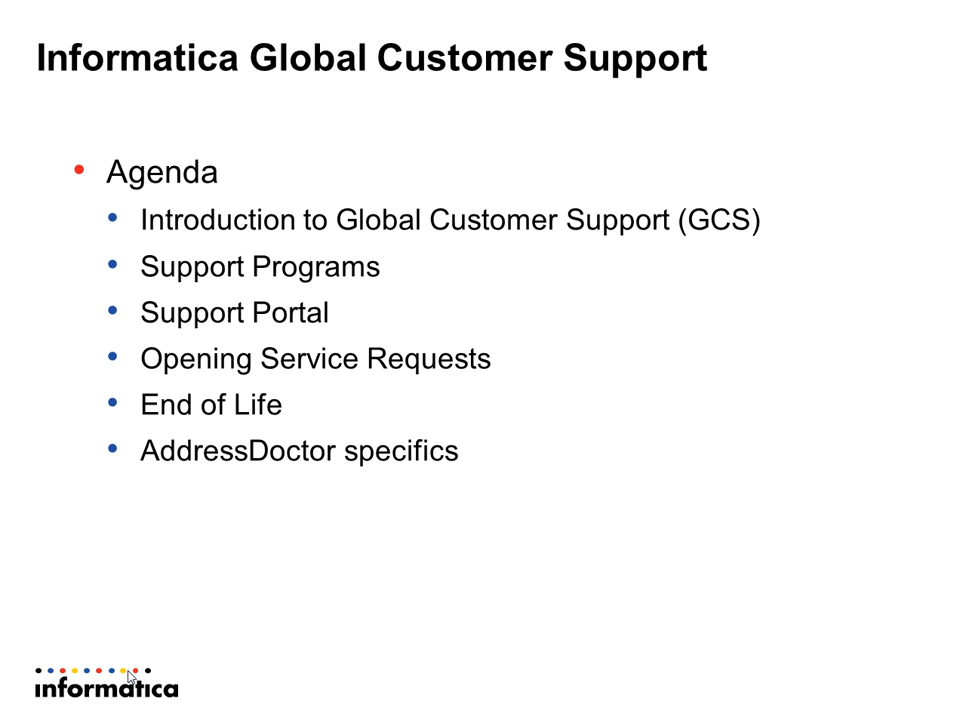 Informatica Global Customer Support
• Agenda
• Introduction to Global Customer Support (GCS)
• Support Programs
• Support Portal
• Opening Service Requests
• End of Life
• AddressDoctor specifics
informatica